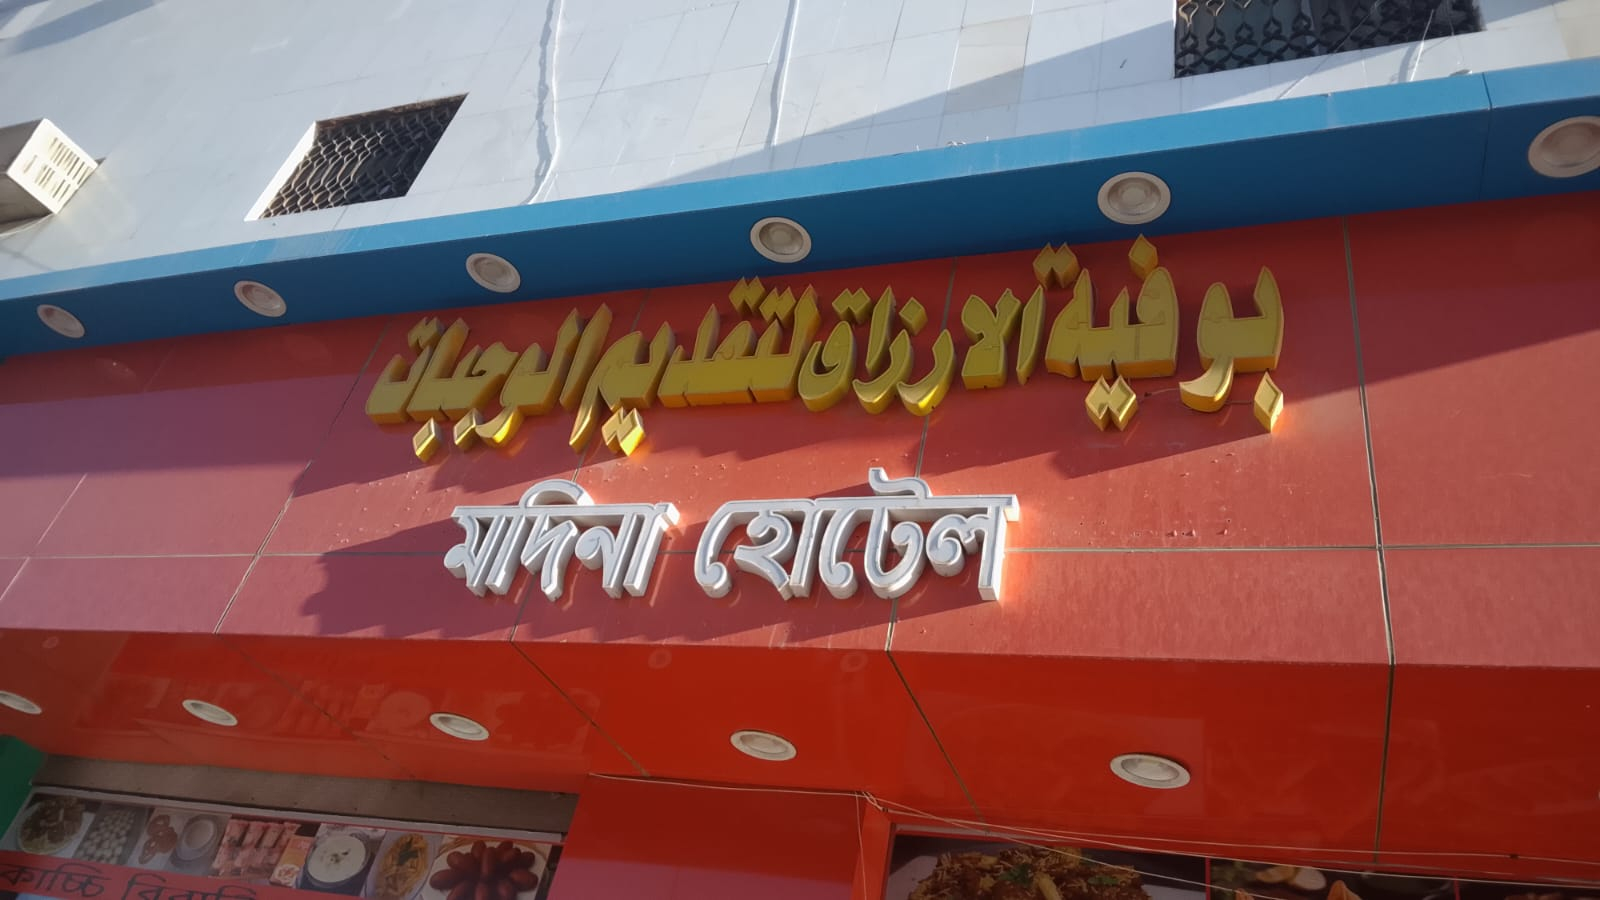 بوفية الارزاق لتقديم الوجبات
মদিনা হোটেল
কাচ্চি বিরানি